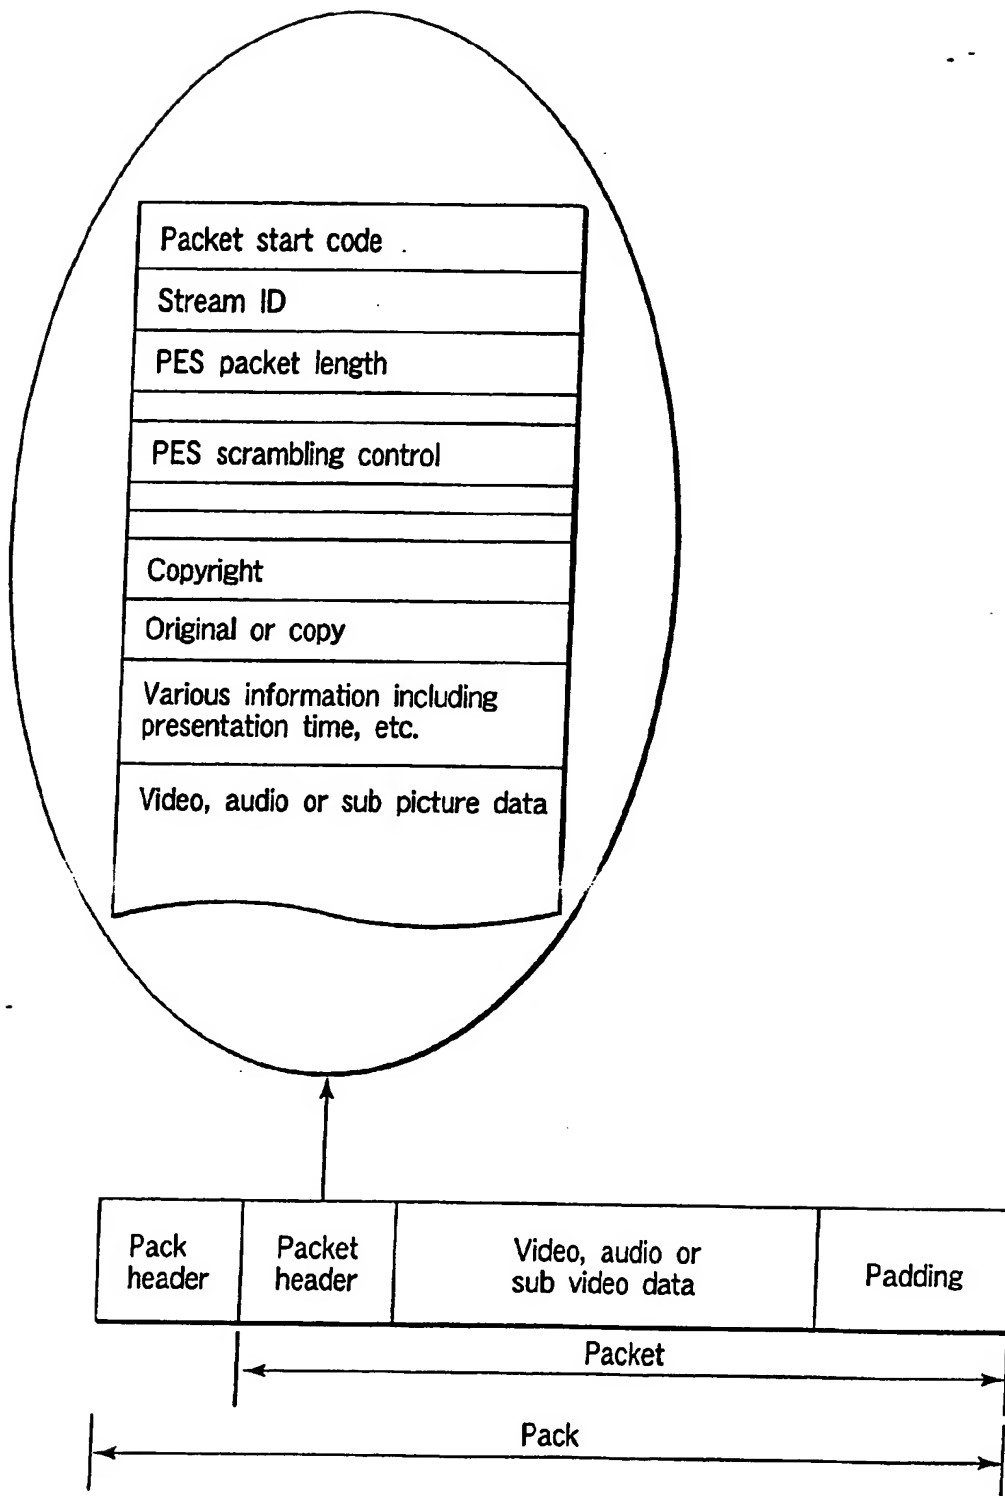 Packet start code
Stream ID
PES packet length
PES scrambling control
Copyright
Original or copy
Various information including
presentation time, etc.
Video, audio or sub picture data
Pack
header
Packet
header
Video, audio or
sub video data
Padding
Packet
Pack